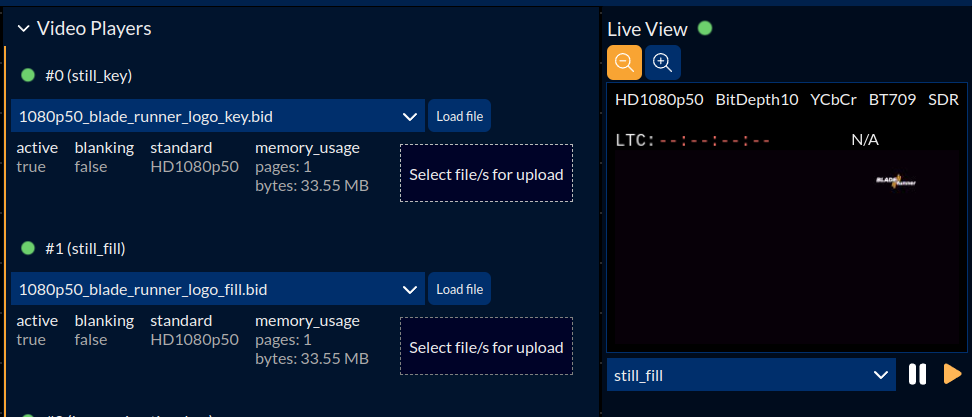 Video Players
#0 (still_key)
1080p50_blade_runner_logo_key.bid
Load file
active blanking standard memory_usage
true false HD1080p50 pages: 1
bytes: 33.55 MB
Select file/s for upload
#1 (still_fill)
1080p50_blade_runner_logo_fill.bid
Load file
active blanking standard memory_usage
true false HD1080p50 pages: 1
bytes: 33.55 MB
Select file/s for upload
Live View
HD1080p50 BitDepth10 YCbCr BT709 SDR
LTC:--:--:--:-- N/A
BLADE
Runner
still_fill